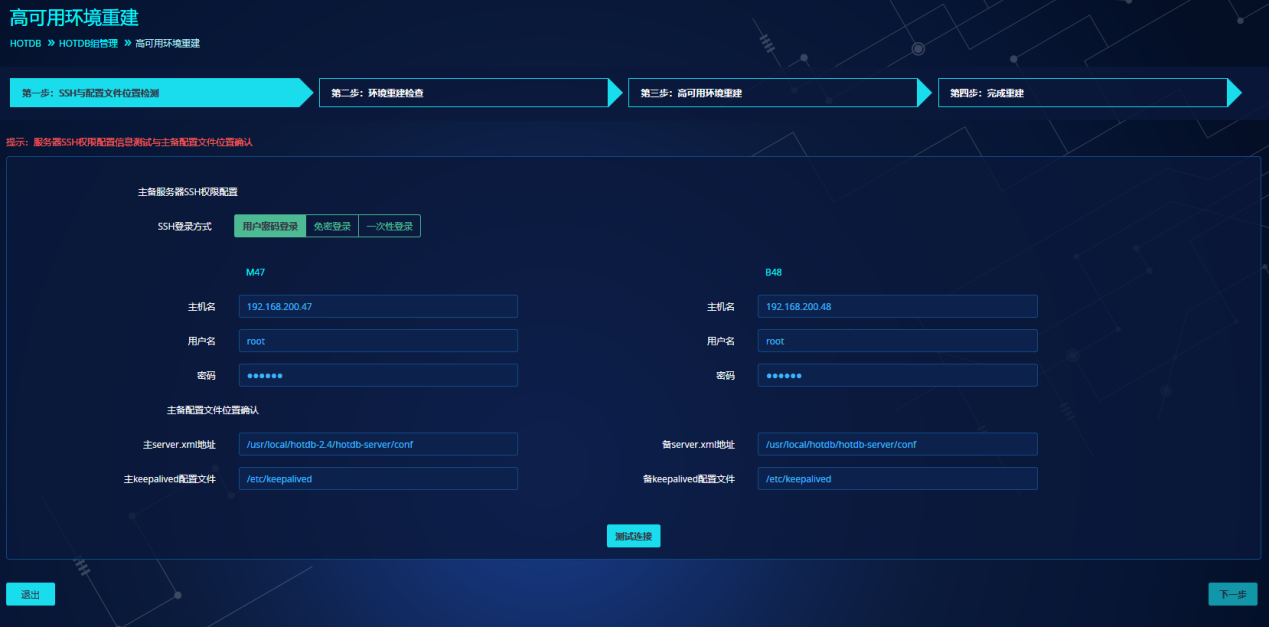 高可用环境重建
HOTDB » HOTDB组管理 » 高可用环境重建
第一步：SSH与配置文件位置检测
第二步：环境重建检查
第三步：高可用环境重建
第四步：完成重建
提示：服务器SSH权限配置信息测试与主备配置文件位置确认
主备服务器SSH权限配置
SSH登录方式 用户密码登录 免密登录 一次性登录
M47 B48
主机名 192.168.200.47 主机名 192.168.200.48
用户名 root 用户名 root
密码 ●●●●●● 密码 ●●●●●●
主备配置文件位置确认
主server.xml地址 /usr/local/hotdb-2.4/hotdb-server/conf 备server.xml地址 /usr/local/hotdb/hotdb-server/conf
主keepalived配置文件 /etc/keepalived 备keepalived配置文件 /etc/keepalived
测试连接
退出 下一步